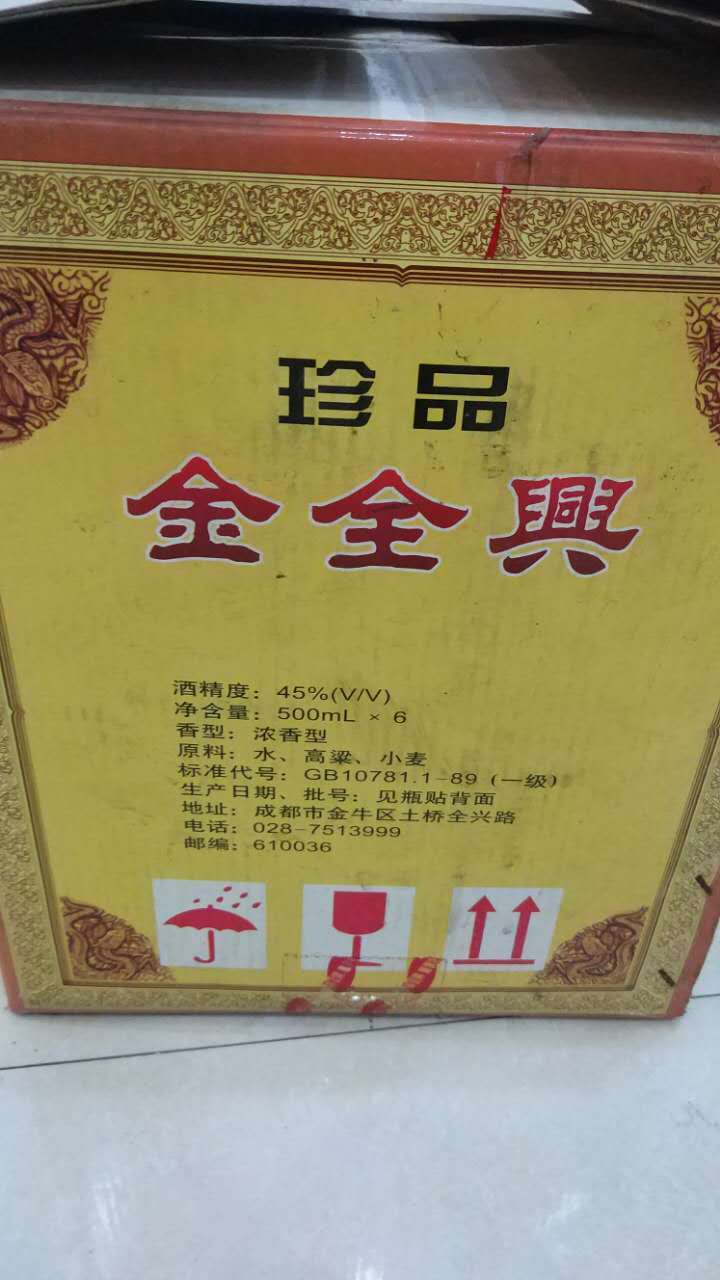 珍品
金全興
酒精度：45%(V/V)
净含量：500mL × 6
香型：浓香型
原料：水、高粱、小麦
标准代号：GB10781.1-89（一级）
生产日期、批号：见瓶贴背面
地址：成都市金牛区土桥全兴路
电话：028-7513999
邮编：610036